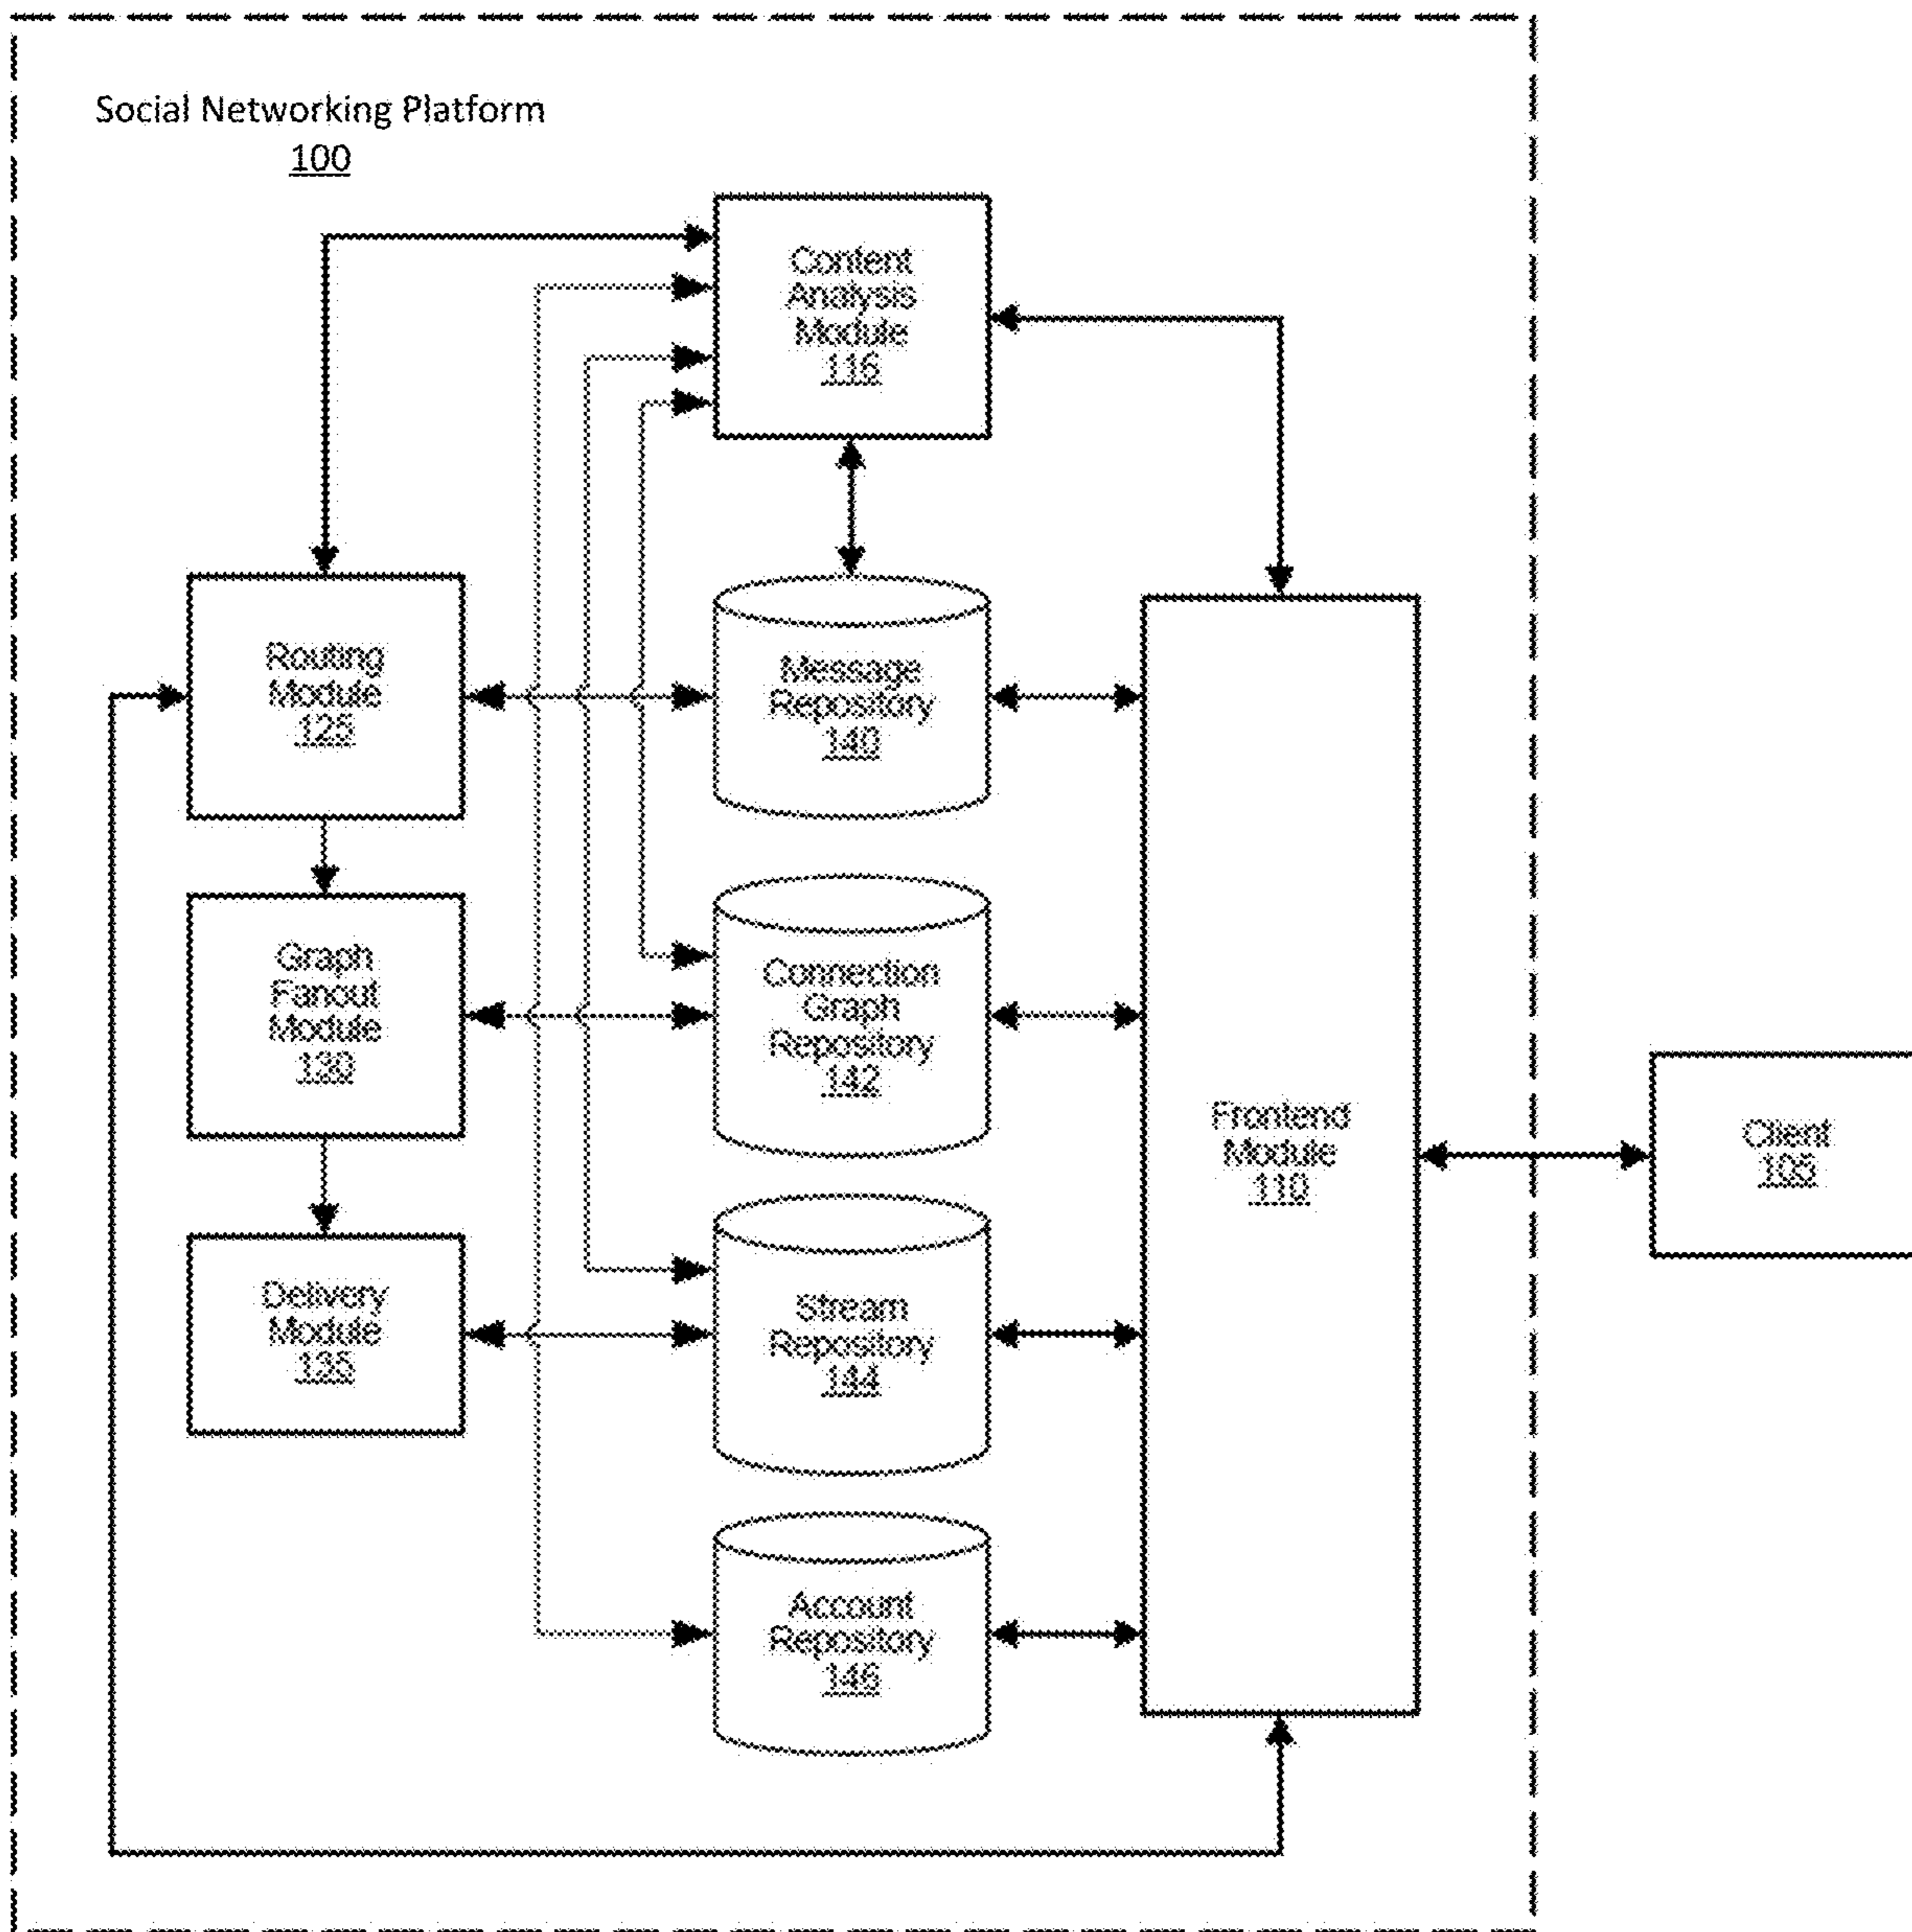 Social Networking Platform
100
Content
Analysis
Module
116
Routing
Module
125
Message
Repository
140
Graph
Fanout
Module
130
Connection
Graph
Repository
142
Frontend
Module
110
Client
105
Delivery
Module
135
Stream
Repository
144
Account
Repository
146